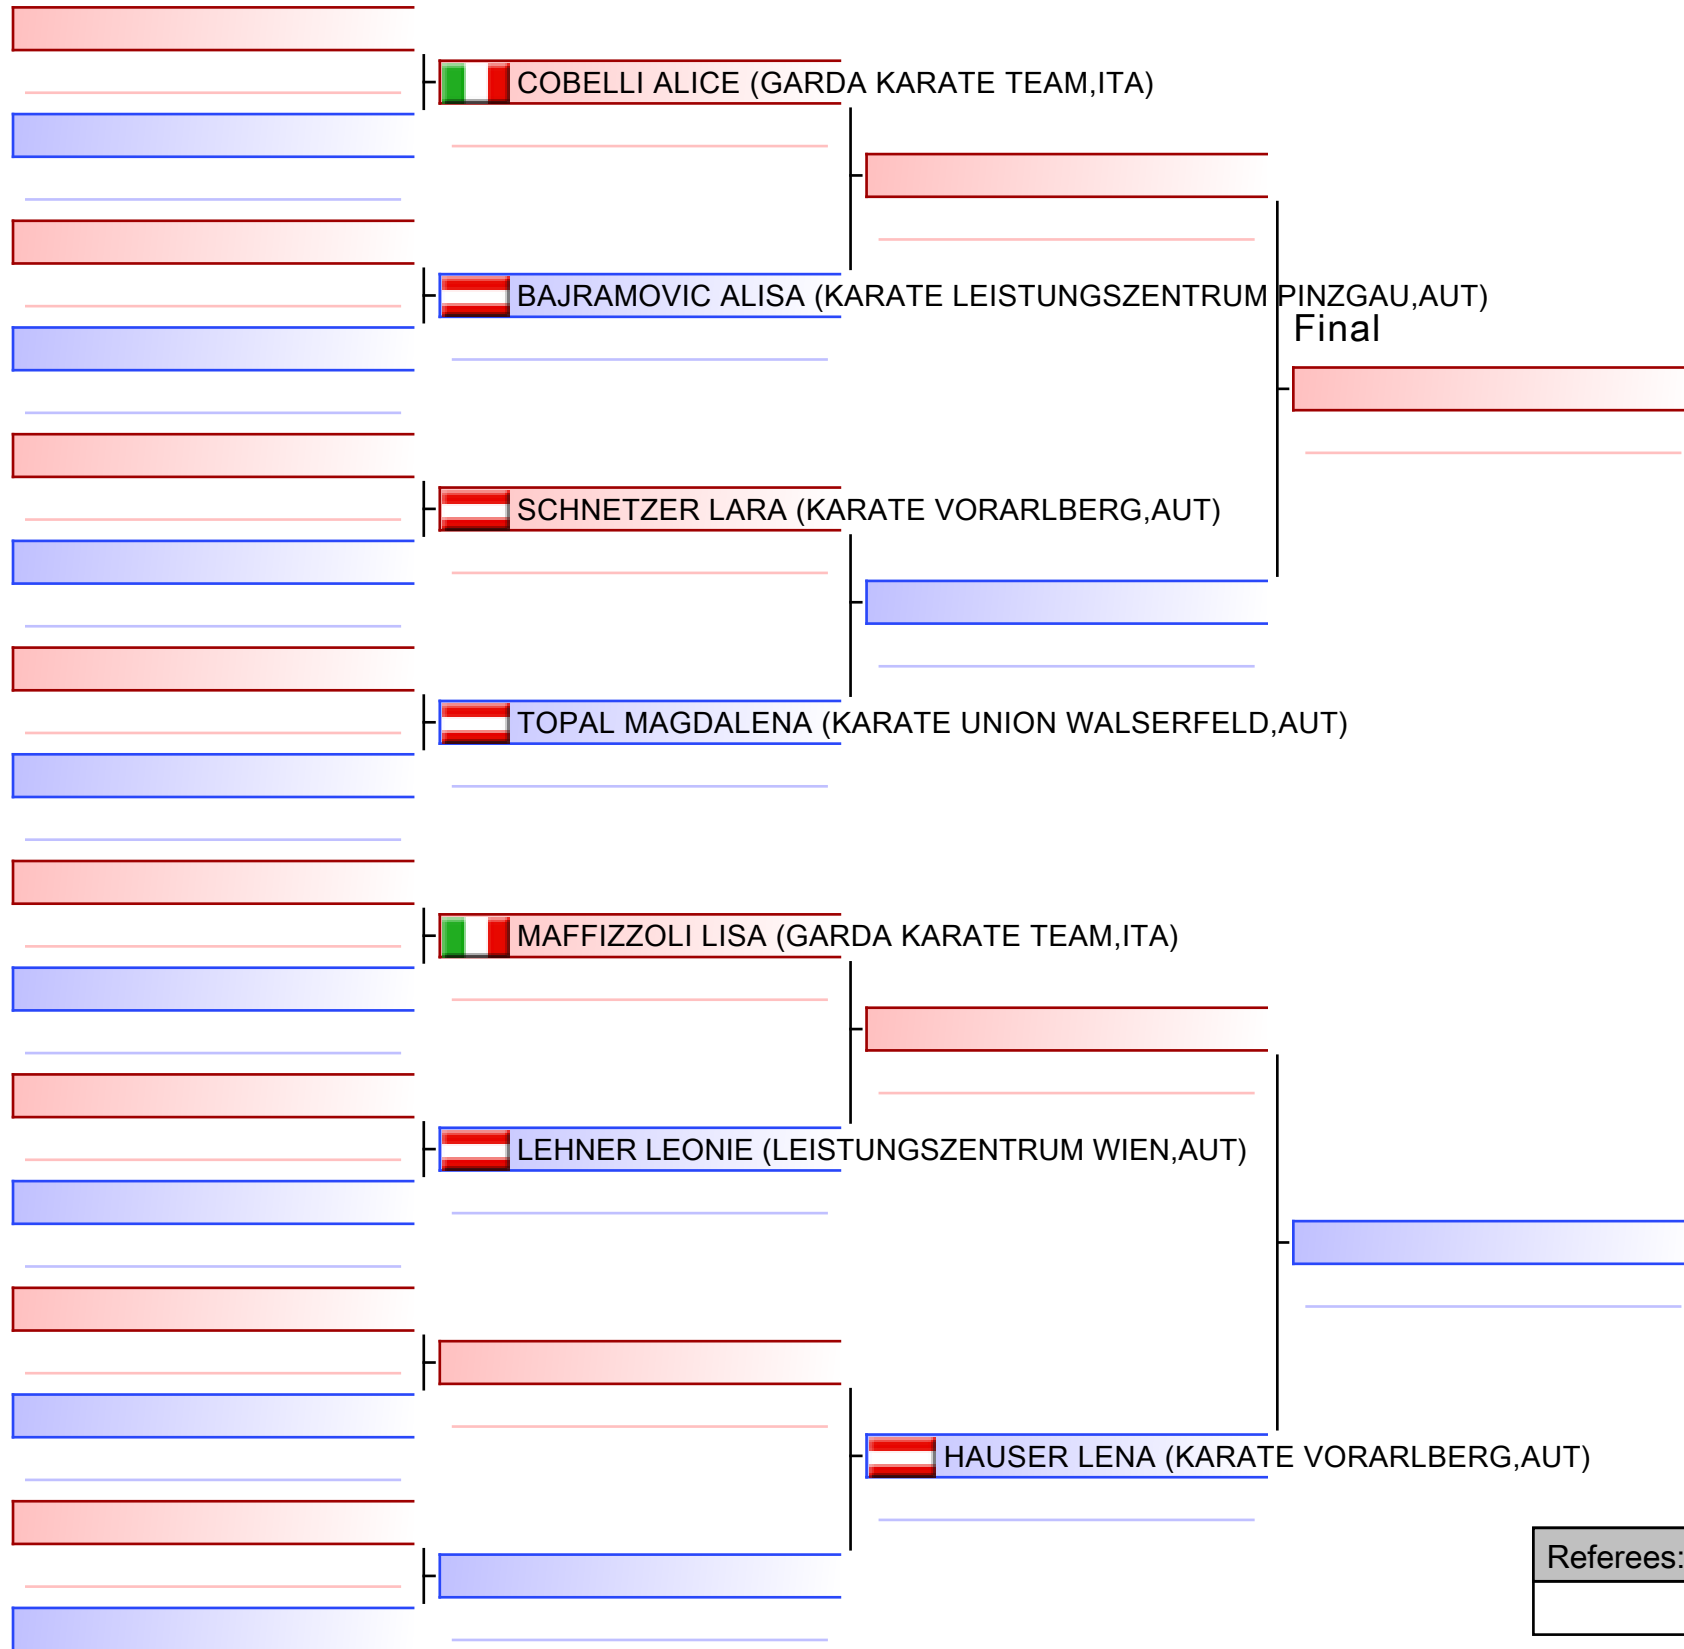 COBELLI ALICE (GARDA KARATE TEAM,ITA)
BAJRAMOVIC ALISA (KARATE LEISTUNGSZENTRUM PINZGAU,AUT)
Final
SCHNETZER LARA (KARATE VORARLBERG,AUT)
TOPAL MAGDALENA (KARATE UNION WALSERFELD,AUT)
MAFFIZZOLI LISA (GARDA KARATE TEAM,ITA)
LEHNER LEONIE (LEISTUNGSZENTRUM WIEN,AUT)
HAUSER LENA (KARATE VORARLBERG,AUT)
Referees: